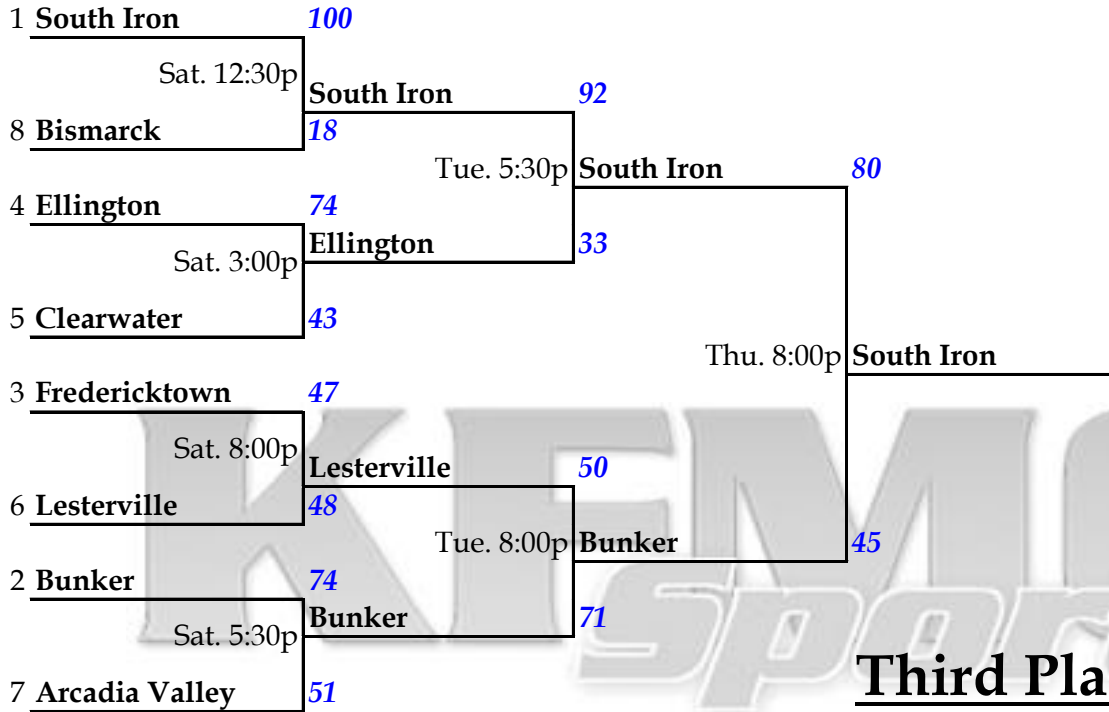 1 South Iron 100
Sat. 12:30p
South Iron 92
8 Bismarck 18
Tue. 5:30p South Iron 80
4 Ellington 74
Ellington 33
Sat. 3:00p
5 Clearwater 43
Thu. 8:00p South Iron
3 Fredericktown 47
Sat. 8:00p
Lesterville 50
6 Lesterville 48
Tue. 8:00p Bunker 45
2 Bunker 74
Bunker 71
Sat. 5:30p
7 Arcadia Valley 51
Third Pla